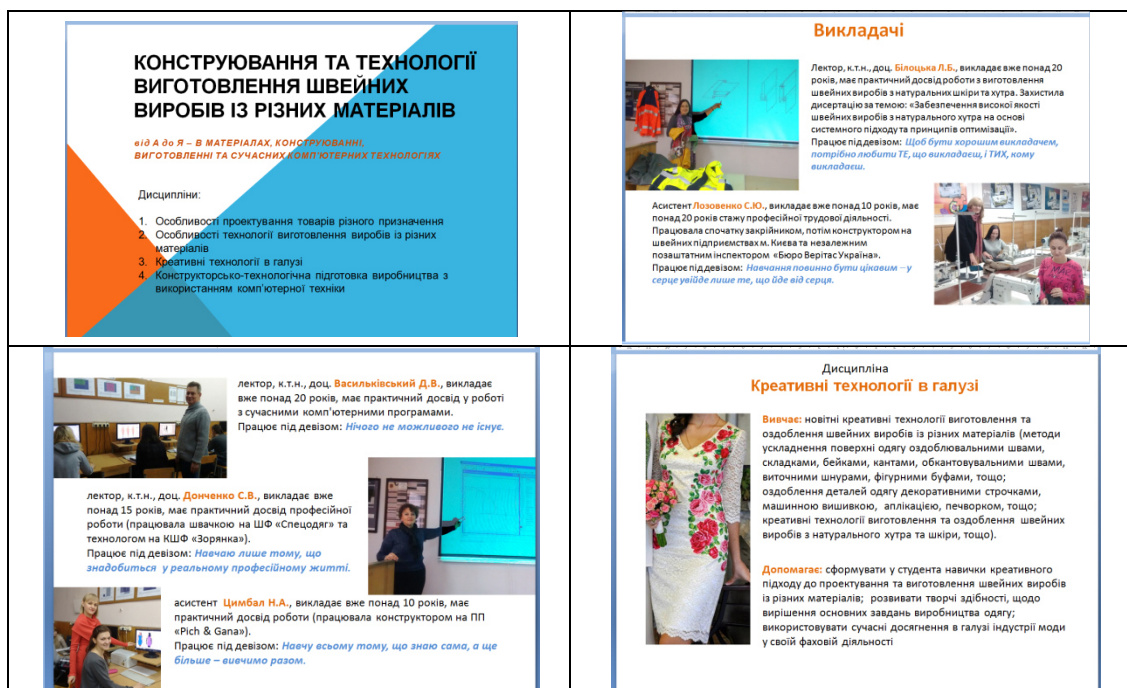 КОНСТРУЮВАННЯ ТА ТЕХНОЛОГІЇ
ВИГОТОВЛЕННЯ ШВЕЙНИХ
ВИРОБІВ ІЗ РІЗНИХ МАТЕРІАЛІВ
від А до Я – В МАТЕРІАЛАХ, КОНСТРУЮВАННІ,
ВИГОТОВЛЕННІ ТА СУЧАСНИХ КОМП'ЮТЕРНИХ ТЕХНОЛОГІЯХ
Дисципліни:
1. Особливості проектування товарів різного призначення
2. Особливості технології виготовлення виробів із різних
матеріалів
3. Креативні технології в галузі
4. Конструкторсько-технологічна підготовка виробництва з
використанням комп'ютерної техніки
Викладачі
Лектор, к.т.н., доц. Білоцька Л.Б., викладає вже понад 20
років, має практичний досвід роботи з виготовлення
швейних виробів з натуральних шкіри та хутра. Захистила
дисертацію за темою: «Забезпечення високої якості
швейних виробів з натурального хутра на основі
системного підходу та принципів оптимізації».
Працює під девізом: Щоб бути хорошим викладачем,
потрібно любити ТЕ, що викладаєш, і ТИХ, кому
викладаєш.
Асистент Лозовенко С.Ю., викладає вже понад 10 років, має
понад 20 років стажу професійної трудової діяльності.
Працювала спочатку закрійником, потім конструктором на
швейних підприємствах м. Києва та незалежним
позаштатним інспектором «Бюро Верітас Україна».
Працює під девізом: Навчання повинно бути цікавим – у
серце увійде лише те, що йде від серця.
лектор, к.т.н., доц. Васильківський Д.В., викладає
вже понад 20 років, має практичний досвід у роботі
з сучасними комп'ютерними програмами.
Працює під девізом: Нічого не можливого не існує.
лектор, к.т.н., доц. Донченко С.В., викладає вже
понад 15 років, має практичний досвід професійної
роботи (працювала швачкою на ШФ «Спецодяг» та
технологом на КШФ «Зорянка»).
Працює під девізом: Навчаю лише тому, що
знадобиться у реальному професійному житті.
асистент Цимбал Н.А., викладає вже понад 10 років, має
практичний досвід роботи (працювала конструктором на ПП
«Pich & Gana»).
Працює під девізом: Навчу всьому тому, що знаю сама, а ще
більше – вивчимо разом.
Дисципліна
Креативні технології в галузі
Вивчає: новітні креативні технології виготовлення та
оздоблення швейних виробів із різних матеріалів (методи
ускладнення поверхні одягу оздоблювальними швами,
складками, бейками, кантами, обкантовувальними швами,
виточними шнурами, фігурними буфами, тощо;
оздоблення деталей одягу декоративними строчками,
машинною вишивкою, аплікацією, печворком, тощо;
креативні технології виготовлення та оздоблення швейних
виробів з натурального хутра та шкіри, тощо).
Допомагає: сформувати у студента навички креативного
підходу до проектування та виготовлення швейних виробів
із різних матеріалів; розвивати творчі здібності, щодо
вирішення основних завдань виробництва одягу;
використовувати сучасні досягнення в галузі індустрії моди
у своїй фаховій діяльності